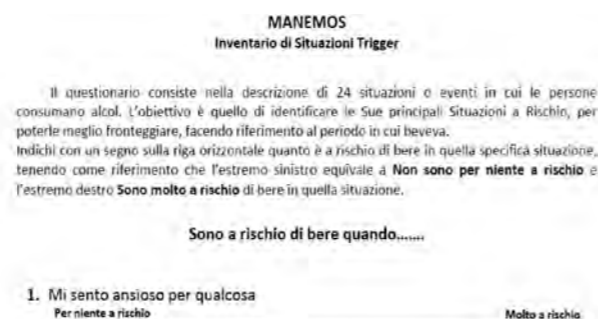 MANEMOS
Inventario di Situazioni Trigger
Il questionario consiste nella descrizione di 24 situazioni o eventi in cui le persone
consumano alcol. L'obiettivo è quello di identificare le Sue principali Situazioni a Rischio, per
poterle meglio fronteggiare, facendo riferimento al periodo in cui beveva.
Indichi con un segno sulla riga orizzontale quanto è a rischio di bere in quella specifica situazione,
tenendo come riferimento che l'estremo sinistro equivale a Non sono per niente a rischio e
l'estremo destro Sono molto a rischio di bere in quella situazione.
Sono a rischio di bere quando.......
1. Mi sento ansioso per qualcosa
Per niente a rischio Molto a rischio